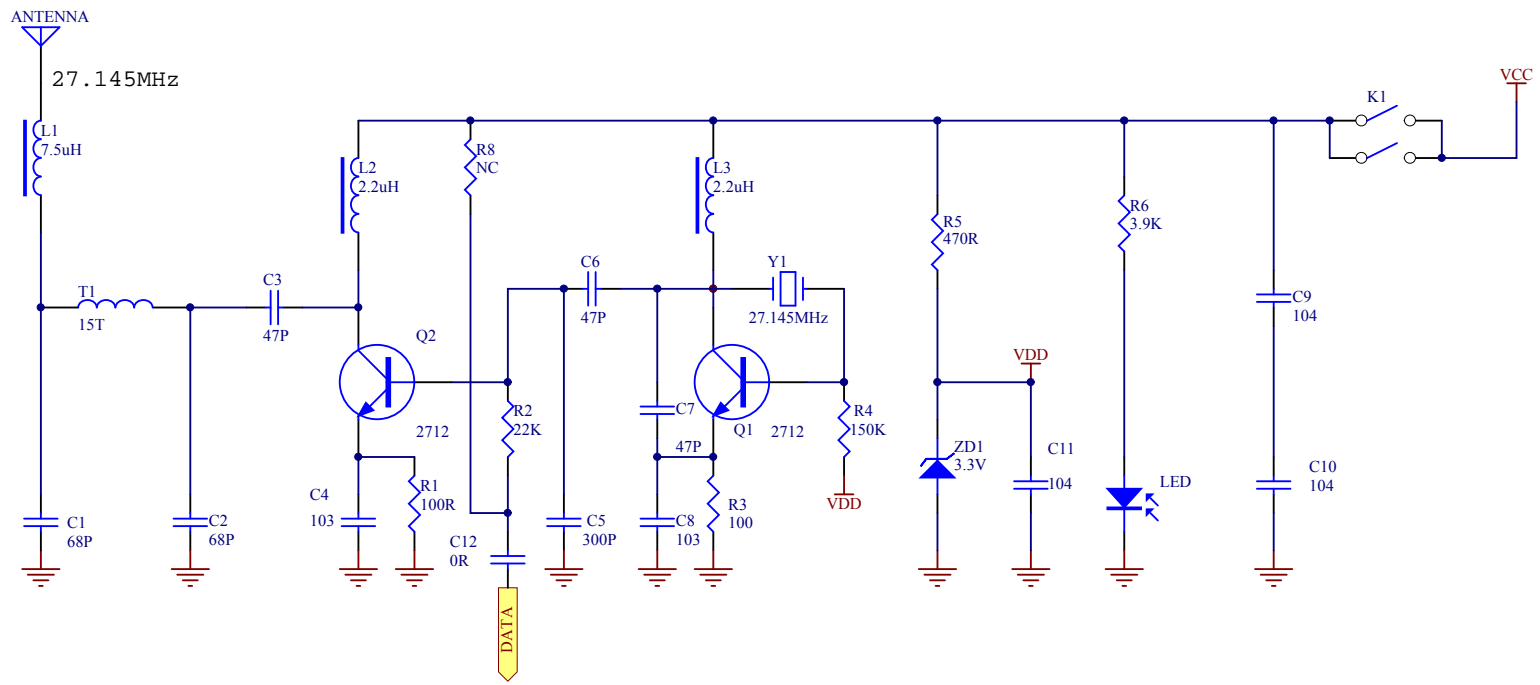 ANTENNA
27.145MHz
VCC
K1
L1
7.5uH
R8
NC
L2
2.2uH
L3
2.2uH
R6
3.9K
R5
470R
C6
47P
Y1
27.145MHz
C3
47P
T1
15T
C9
104
Q2
VDD
2712
R2
22K
C7
47P
Q1
2712
R4
150K
ZD1
3.3V
C11
104
LED
C10
104
VDD
R1
100R
C4
103
R3
100
C1
68P
C2
68P
C12
0R
C5
300P
C8
103
DATA